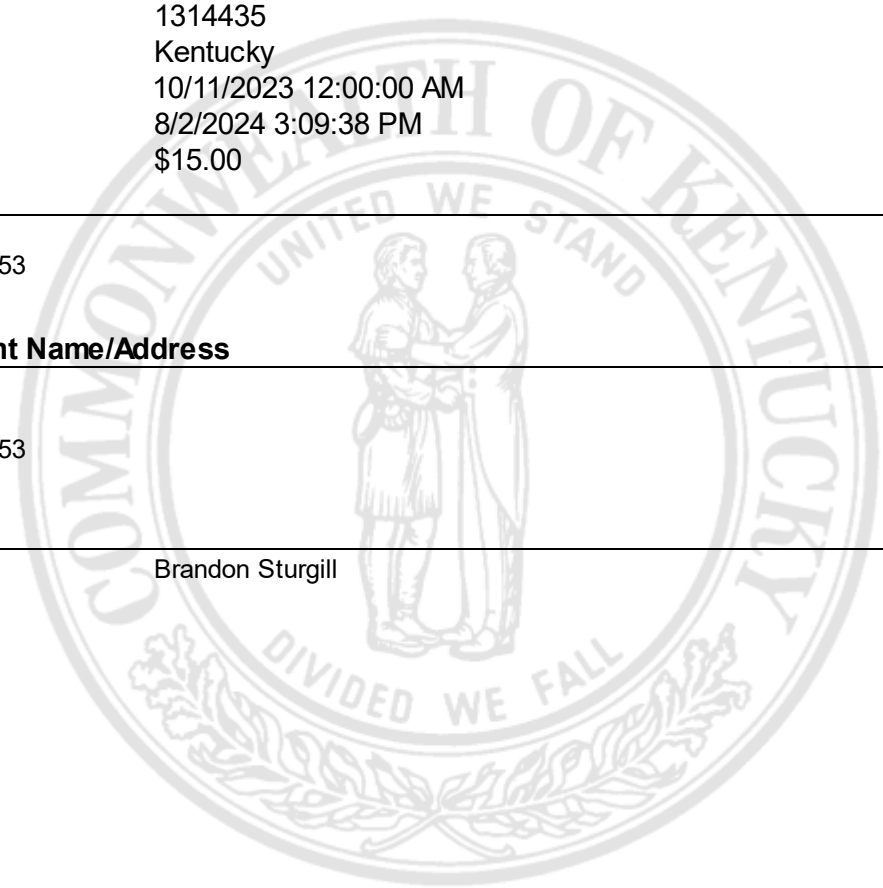 1314435
Kentucky
10/11/2023 12:00:00 AM
8/2/2024 3:09:38 PM
$15.00
53
nt Name/Address
53
Brandon Sturgill
COMMONWEALTH OF KENTUCKY
UNITED WE STAND
DIVIDED WE FALL